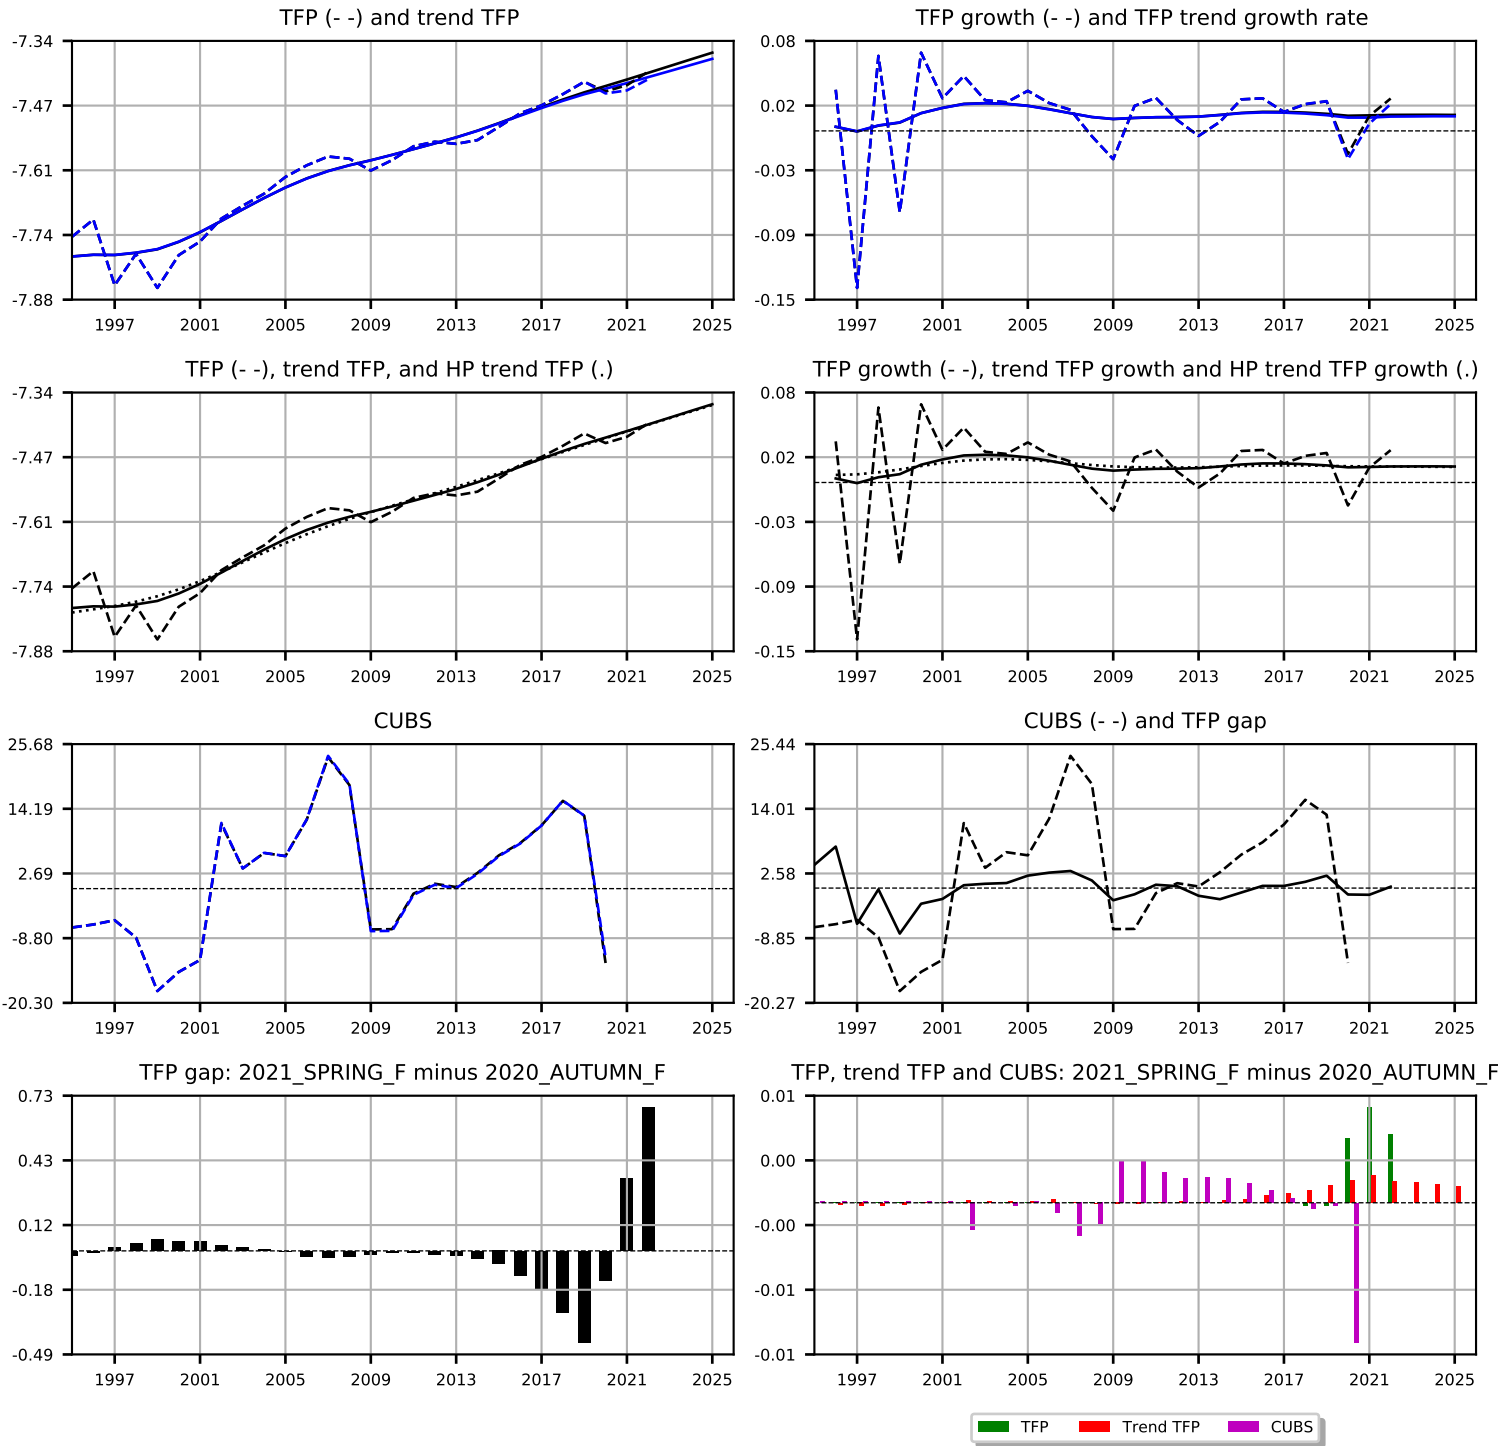 TFP (- -) and trend TFP
-7.34
-7.47
-7.61
-7.74
-7.88
1997 2001 2005 2009 2013 2017 2021 2025
TFP growth (- -) and TFP trend growth rate
0.08
0.02
-0.03
-0.09
-0.15
1997 2001 2005 2009 2013 2017 2021 2025
TFP (- -), trend TFP, and HP trend TFP (.)
-7.34
-7.47
-7.61
-7.74
-7.88
1997 2001 2005 2009 2013 2017 2021 2025
TFP growth (- -), trend TFP growth and HP trend TFP growth (.)
0.08
0.02
-0.03
-0.09
-0.15
1997 2001 2005 2009 2013 2017 2021 2025
CUBS
25.68
14.19
2.69
-8.80
-20.30
1997 2001 2005 2009 2013 2017 2021 2025
CUBS (- -) and TFP gap
25.44
14.01
2.58
-8.85
-20.27
1997 2001 2005 2009 2013 2017 2021 2025
TFP gap: 2021_SPRING_F minus 2020_AUTUMN_F
0.73
0.43
0.12
-0.18
-0.49
1997 2001 2005 2009 2013 2017 2021 2025
TFP, trend TFP and CUBS: 2021_SPRING_F minus 2020_AUTUMN_F
0.01
0.00
-0.00
-0.01
-0.01
1997 2001 2005 2009 2013 2017 2021 2025
TFP Trend TFP CUBS